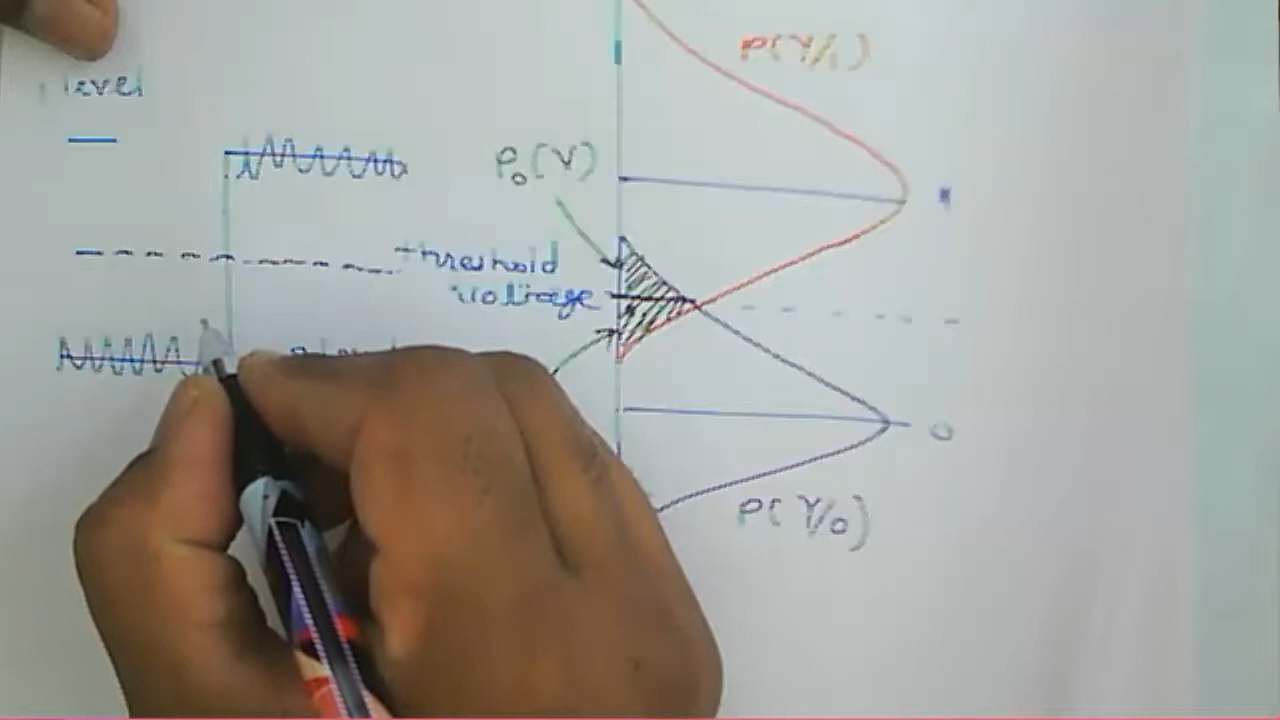 level
P(Y/1)
P₀(V)
1
threshold
voltage
0
P(Y/0)